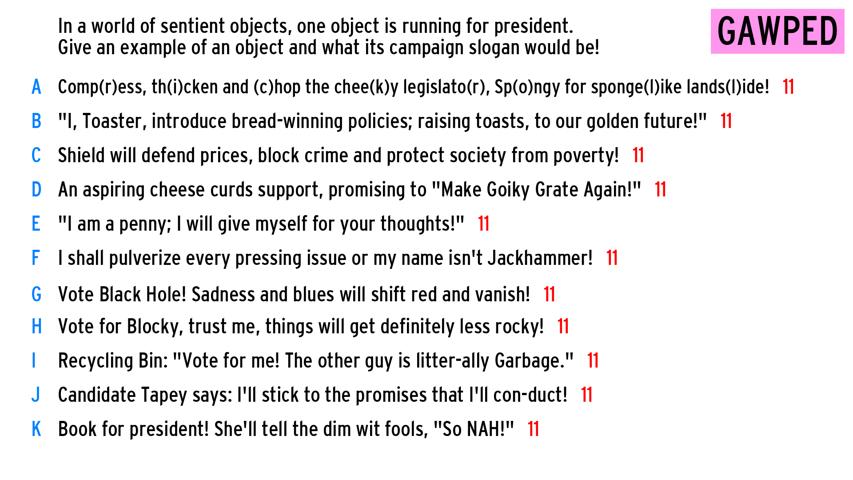 In a world of sentient objects, one object is running for president.
Give an example of an object and what its campaign slogan would be!
GAWPED
A Comp(r)ess, th(i)cken and (c)hop the chee(k)y legislato(r), Sp(o)ngy for sponge(l)ike lands(l)ide! 11
B "I, Toaster, introduce bread-winning policies; raising toasts, to our golden future!" 11
C Shield will defend prices, block crime and protect society from poverty! 11
D An aspiring cheese curds support, promising to "Make Goiky Grate Again!" 11
E "I am a penny; I will give myself for your thoughts!" 11
F I shall pulverize every pressing issue or my name isn't Jackhammer! 11
G Vote Black Hole! Sadness and blues will shift red and vanish! 11
H Vote for Blocky, trust me, things will get definitely less rocky! 11
I Recycling Bin: "Vote for me! The other guy is litter-ally Garbage." 11
J Candidate Tapey says: I'll stick to the promises that I'll con-duct! 11
K Book for president! She'll tell the dim wit fools, "So NAH!" 11